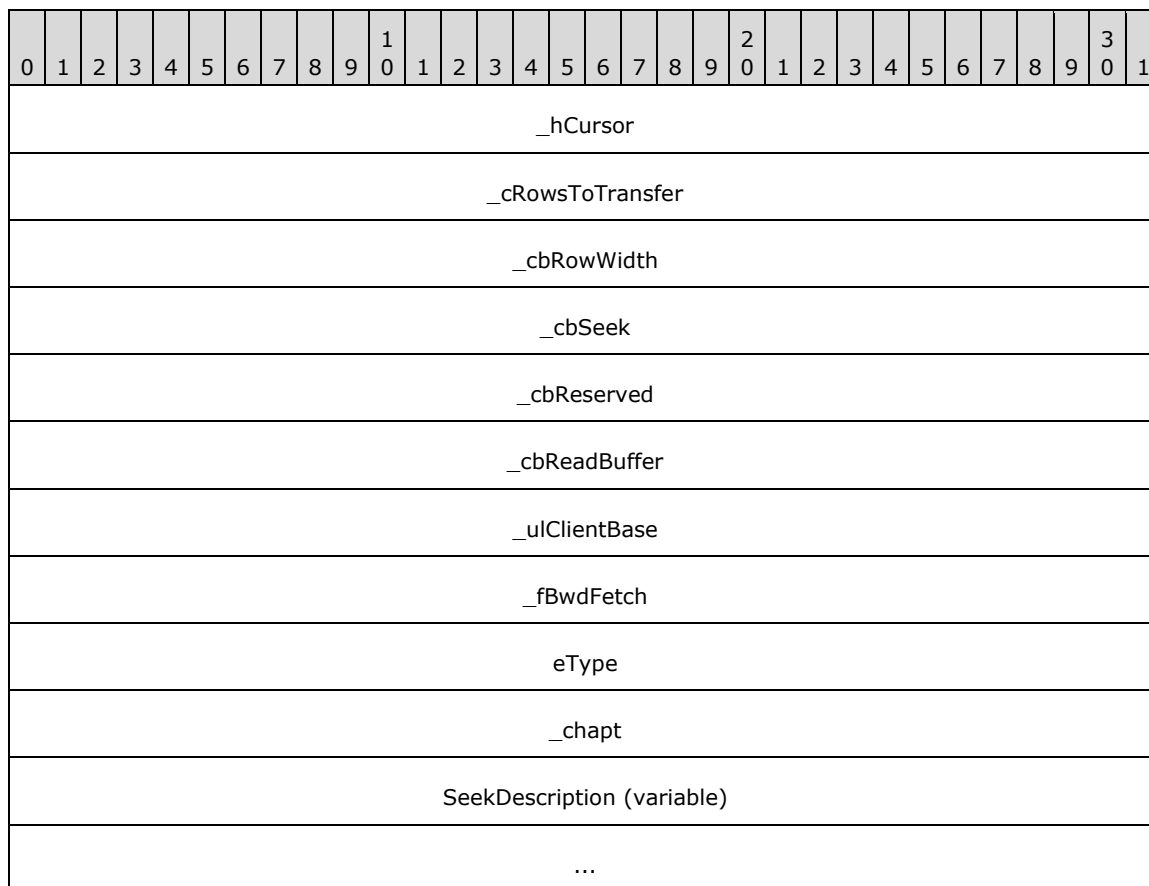 1 2 3
0 1 2 3 4 5 6 7 8 9 0 1 2 3 4 5 6 7 8 9 0 1 2 3 4 5 6 7 8 9 0 1
_hCursor
_cRowsToTransfer
_cbRowWidth
_cbSeek
_cbReserved
_cbReadBuffer
_ulClientBase
_fBwdFetch
eType
_chapt
SeekDescription (variable)
...